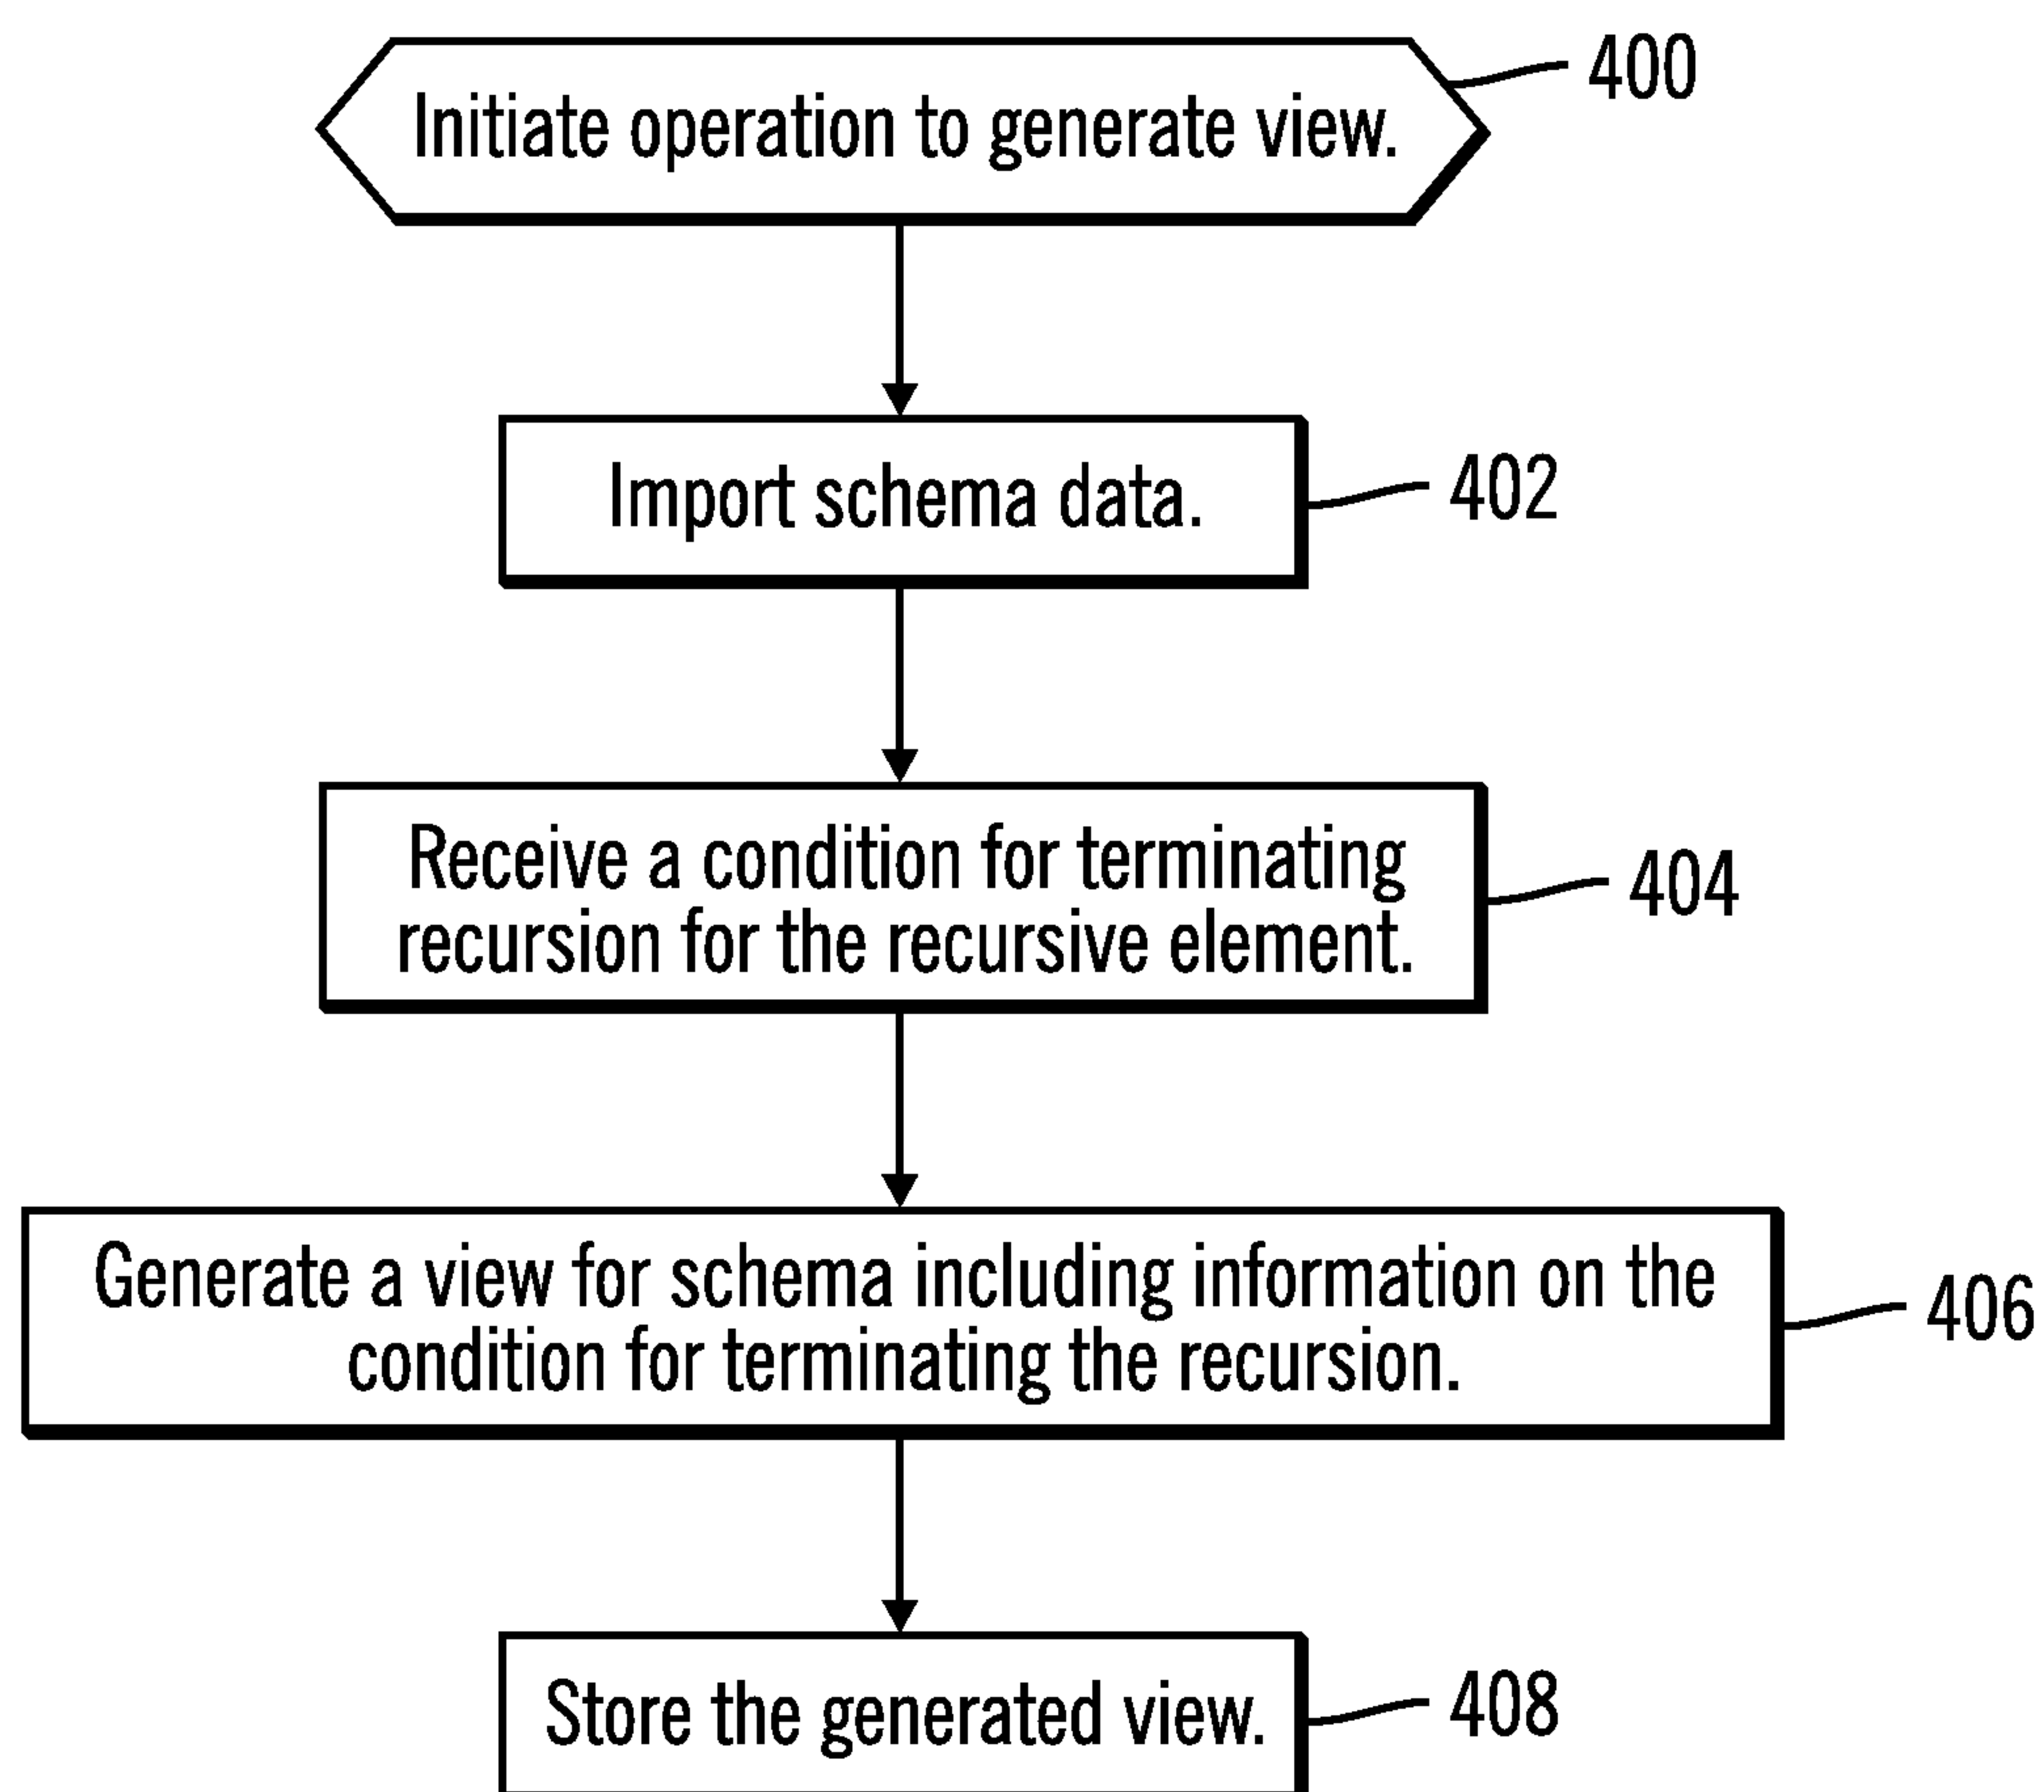 Initiate operation to generate view.
400
Import schema data.
402
Receive a condition for terminating
recursion for the recursive element.
404
Generate a view for schema including information on the
condition for terminating the recursion.
406
Store the generated view.
408